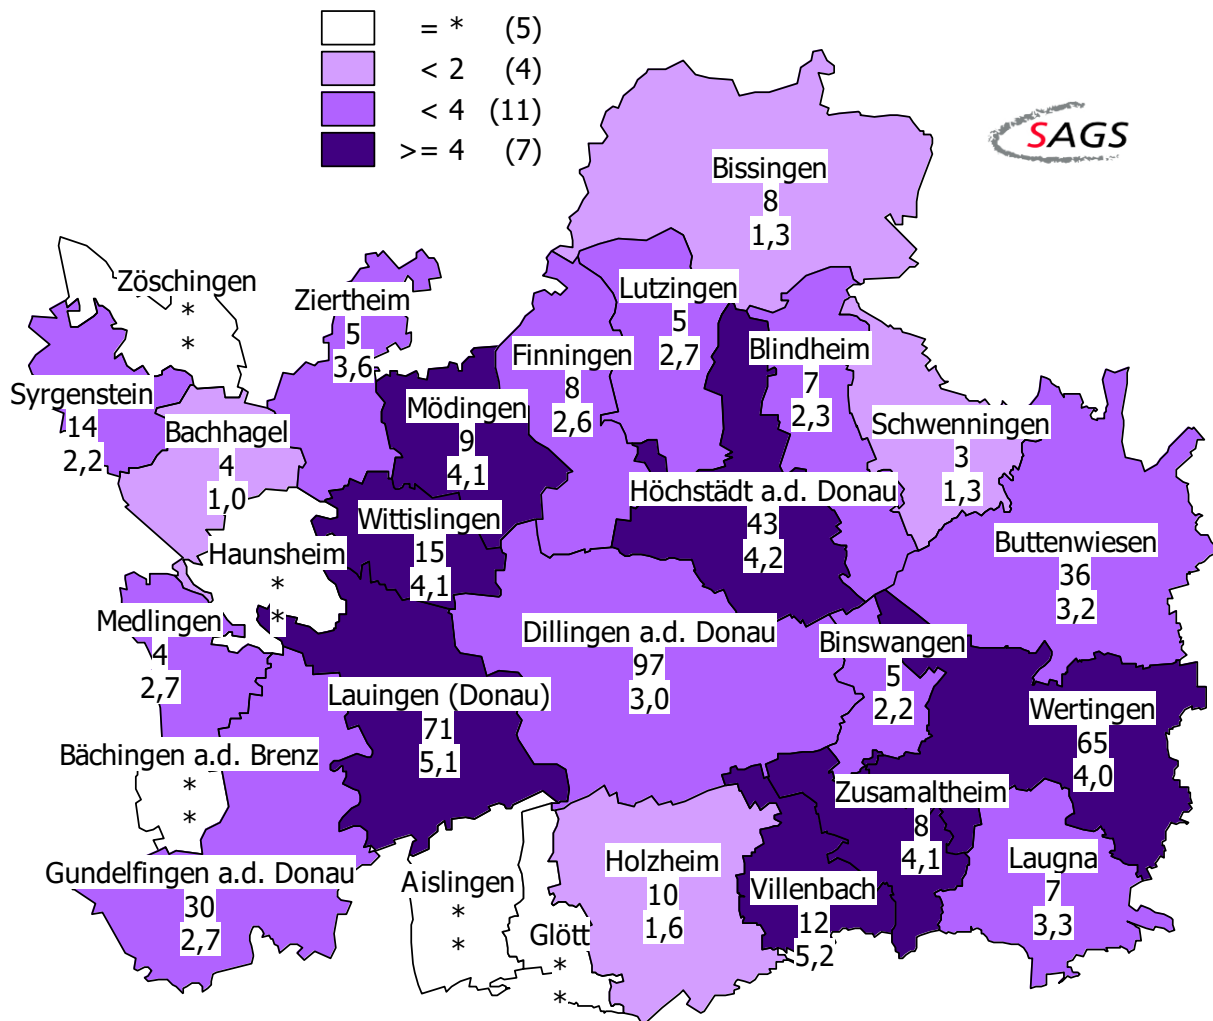 = * (5)
< 2 (4)
< 4 (11)
>= 4 (7)
SAGS
Bissingen
8
1,3
Zöschingen
*
*
Ziertheim
5
3,6
Lutzingen
5
2,7
Finningen
8
2,6
Blindheim
7
2,3
Syrgenstein
14
2,2
Bachhagel
4
1,0
Mödingen
9
4,1
Schwenningen
3
1,3
Höchstädt a.d. Donau
43
4,2
Wittislingen
15
4,1
Haunsheim
*
*
Buttenwiesen
36
3,2
Medlingen
4
2,7
Dillingen a.d. Donau
97
3,0
Binswangen
5
2,2
Lauingen (Donau)
71
5,1
Wertingen
65
4,0
Bächingen a.d. Brenz
*
*
Zusamaltheim
8
4,1
Gundelfingen a.d. Donau
30
2,7
Aislingen
*
*
Holzheim
10
1,6
Villenbach
12
5,2
Laugna
7
3,3
Glött
*
*